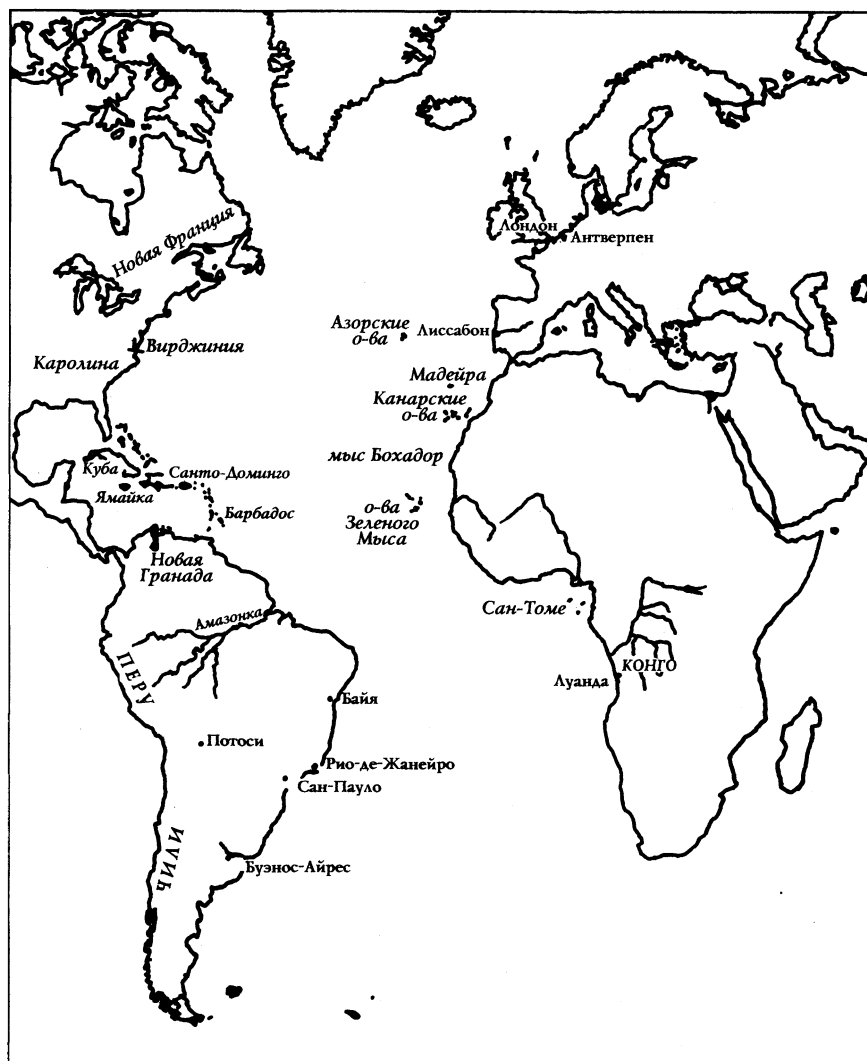 Новая Франция
Лондон
Антверпен
Азорские
о-ва
Лиссабон
Вирджиния
Каролина
Мадейра
Канарские
о-ва
мыс Бохадор
Куба
Санто-Доминго
Ямайка
Барбадос
о-ва
Зеленого
Мыса
Новая
Гранада
Амазонка
Сан-Томе
ПЕРУ
КОНГО
Луанда
Байя
Потоси
Рио-де-Жанейро
Сан-Пауло
ЧИЛИ
Буэнос-Айрес